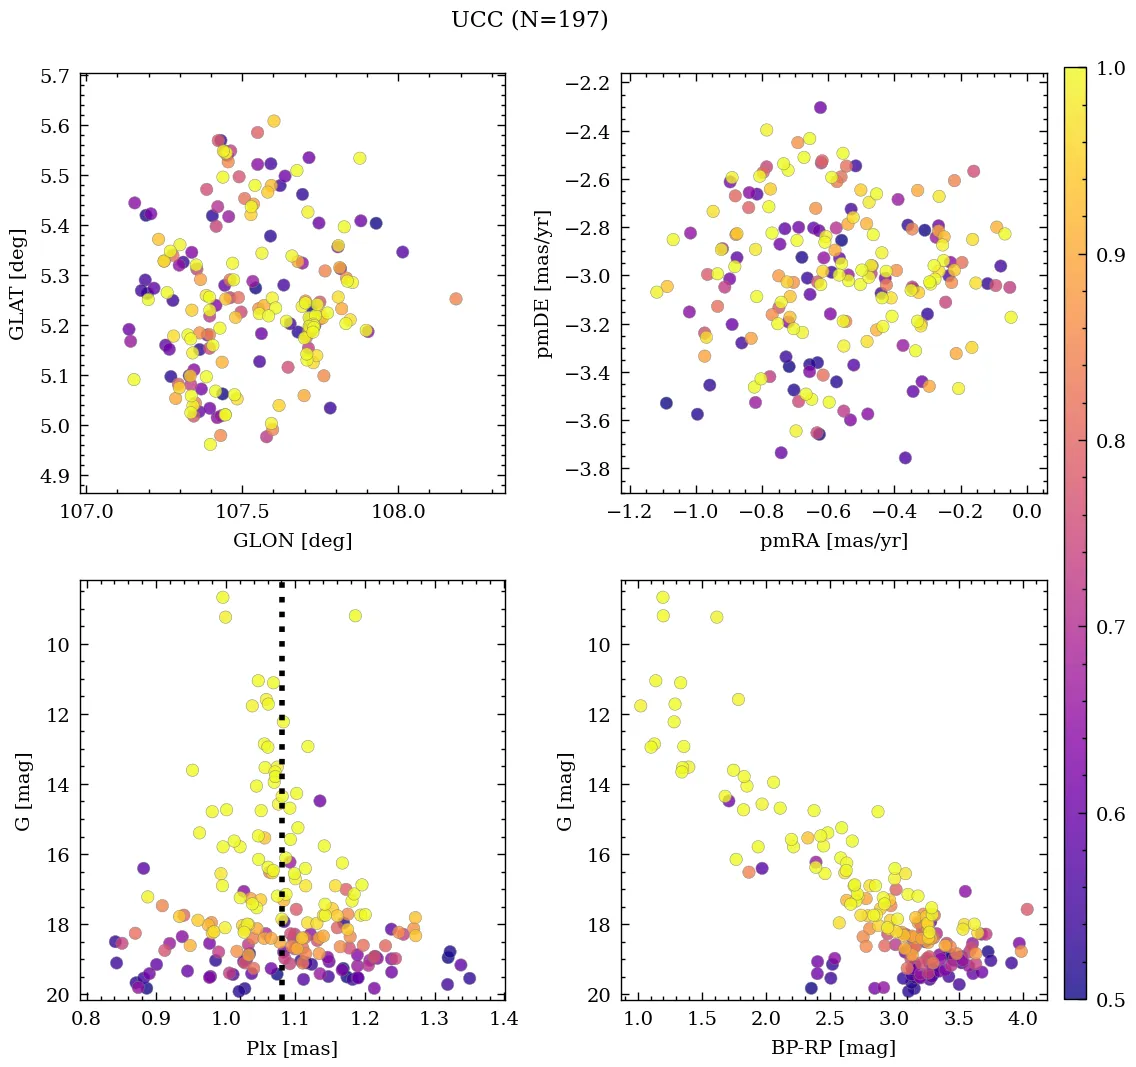 UCC (N=197)
5.7
5.6
5.5
5.4
5.3
5.2
5.1
5.0
4.9
GLAT [deg]
107.0 107.5 108.0
GLON [deg]
−2.2
−2.4
−2.6
−2.8
−3.0
−3.2
−3.4
−3.6
−3.8
pmDE [mas/yr]
−1.2 −1.0 −0.8 −0.6 −0.4 −0.2 0.0
pmRA [mas/yr]
10
12
14
16
18
20
G [mag]
0.8 0.9 1.0 1.1 1.2 1.3 1.4
Plx [mas]
10
12
14
16
18
20
G [mag]
1.0 1.5 2.0 2.5 3.0 3.5 4.0
BP-RP [mag]
1.0
0.9
0.8
0.7
0.6
0.5